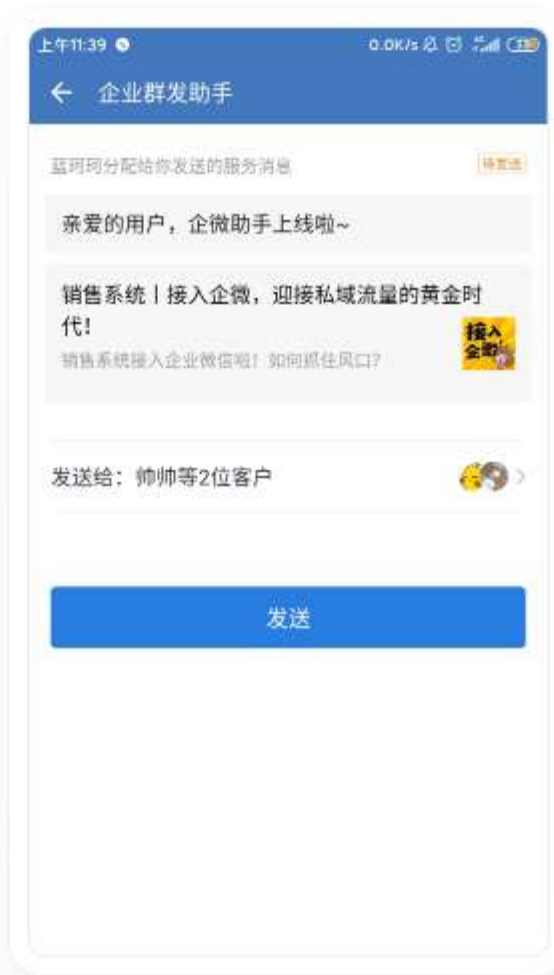 上午11:39
0.0K/s
企业群发助手
蓝珂珂分配给你发送的服务消息
待发送
亲爱的用户，企微助手上线啦~
销售系统丨接入企微，迎接私域流量的黄金时
代！
销售系统接入企业微信啦！如何抓住风口？
接入
企微
发送给：帅帅等2位客户
发送